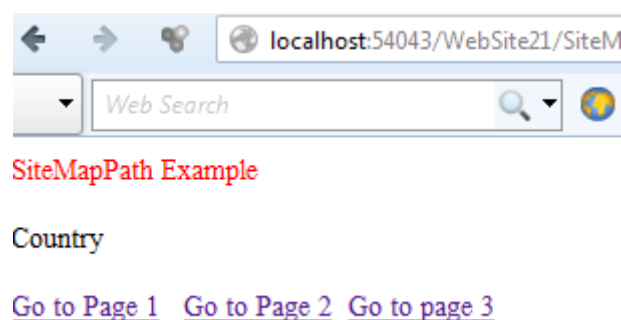 localhost:54043/WebSite21/SiteM
Web Search
SiteMapPath Example
Country
Go to Page 1 Go to Page 2 Go to page 3